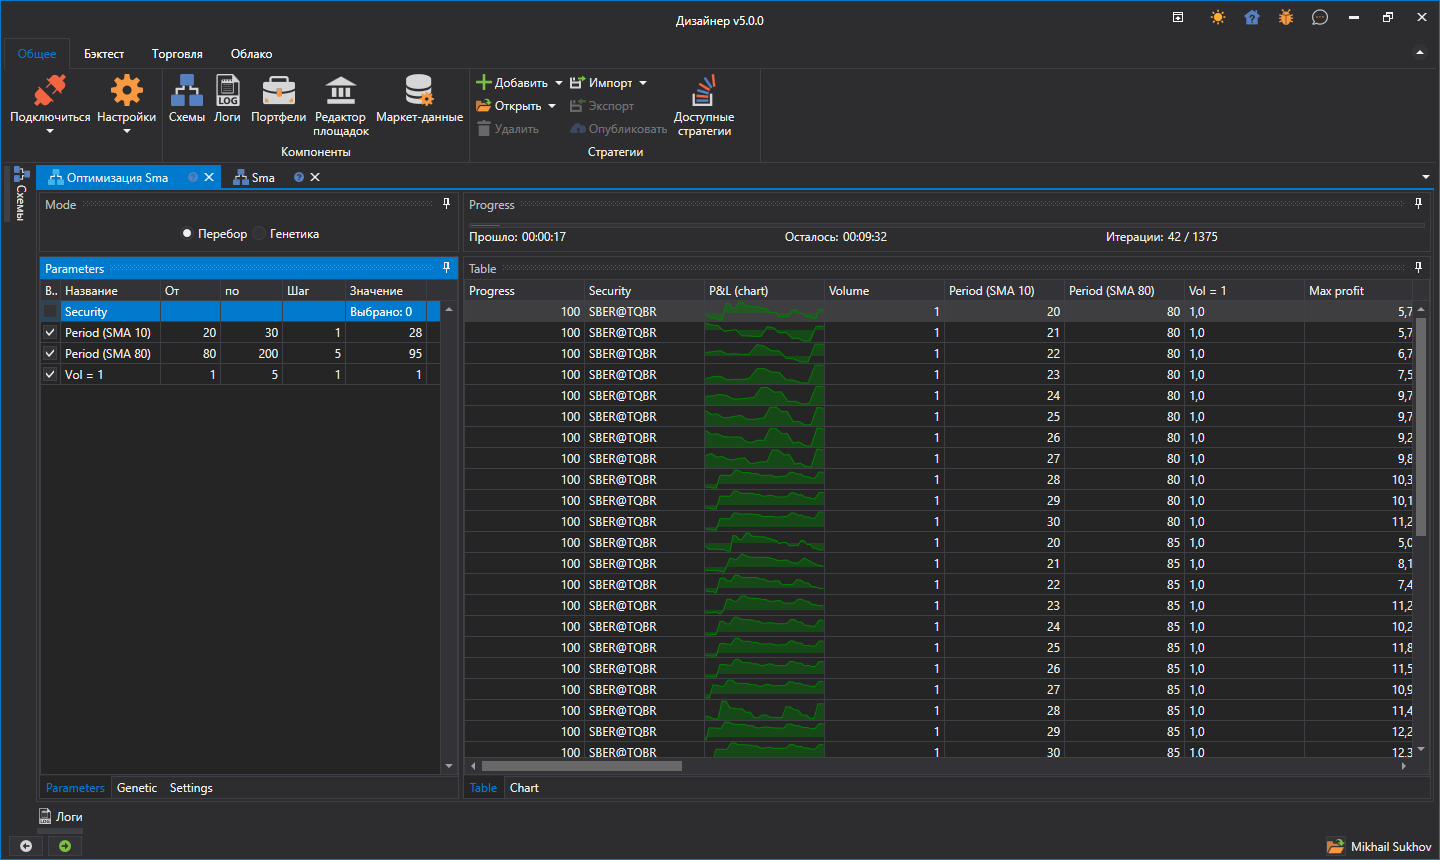 Дизайнер v5.0.0
Общее Бэктест Торговля Облако
Подключиться Настройки Схемы Логи Портфели Редактор площадок Маркет-данные
Компоненты
Добавить Импорт
Открыть Экспорт
Удалить Опубликовать
Доступные стратегии
Стратегии
Схемы
Оптимизация Sma Sma
Mode
Перебор Генетика
Progress
Прошло: 00:00:17 Осталось: 00:09:32 Итерации: 42 / 1375
Parameters
В.. Название От по Шаг Значение
Security Выбрано: 0
Period (SMA 10) 20 30 1 28
Period (SMA 80) 80 200 5 95
Vol = 1 1 5 1 1
Parameters Genetic Settings
Table
Progress Security P&L (chart) Volume Period (SMA 10) Period (SMA 80) Vol = 1 Max profit
100 SBER@TQBR 1 20 80 1,0 5,7
100 SBER@TQBR 1 21 80 1,0 5,7
100 SBER@TQBR 1 22 80 1,0 6,7
100 SBER@TQBR 1 23 80 1,0 7,5
100 SBER@TQBR 1 24 80 1,0 9,7
100 SBER@TQBR 1 25 80 1,0 9,7
100 SBER@TQBR 1 26 80 1,0 9,2
100 SBER@TQBR 1 27 80 1,0 9,8
100 SBER@TQBR 1 28 80 1,0 10,3
100 SBER@TQBR 1 29 80 1,0 10,1
100 SBER@TQBR 1 30 80 1,0 11,2
100 SBER@TQBR 1 20 85 1,0 5,0
100 SBER@TQBR 1 21 85 1,0 8,1
100 SBER@TQBR 1 22 85 1,0 7,4
100 SBER@TQBR 1 23 85 1,0 11,2
100 SBER@TQBR 1 24 85 1,0 10,2
100 SBER@TQBR 1 25 85 1,0 11,8
100 SBER@TQBR 1 26 85 1,0 11,5
100 SBER@TQBR 1 27 85 1,0 10,9
100 SBER@TQBR 1 28 85 1,0 11,4
100 SBER@TQBR 1 29 85 1,0 12,2
100 SBER@TQBR 1 30 85 1,0 12,3
Table Chart
Логи
Mikhail Sukhov